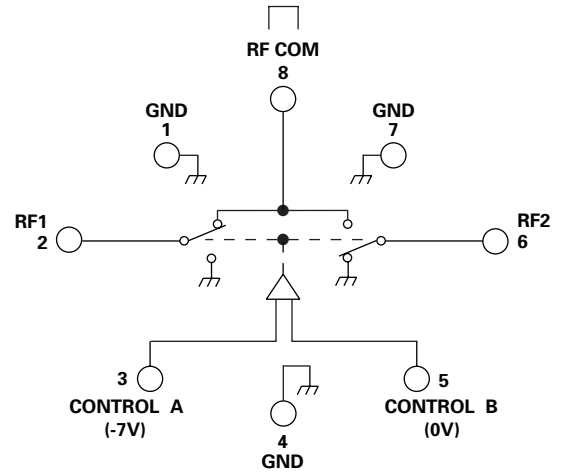 RF COM
8
GND
1
GND
7
RF1
2
RF2
6
3
CONTROL A
(-7V)
5
CONTROL B
(0V)
4
GND